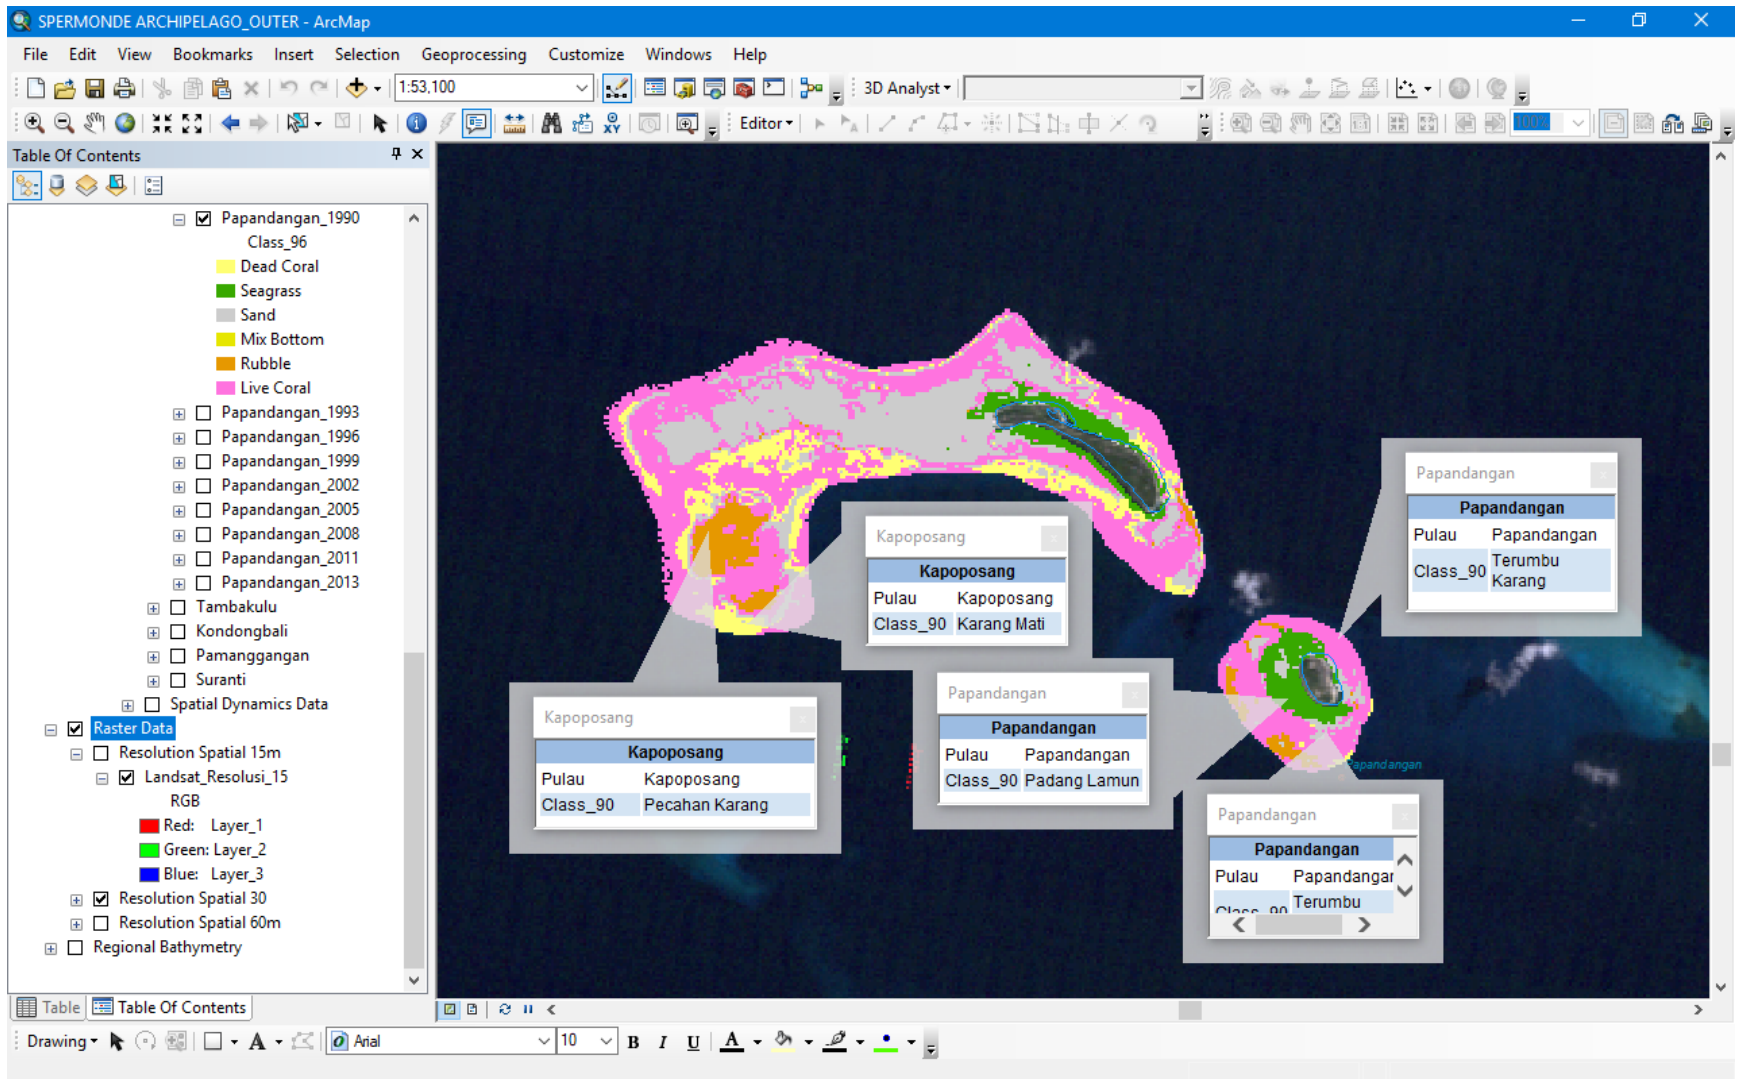 SPERMONDE ARCHIPELAGO_OUTER - ArcMap
File Edit View Bookmarks Insert Selection Geoprocessing Customize Windows Help
1:53,100
3D Analyst
Editor
100%
Table Of Contents
Papandangan_1990
Class_96
Dead Coral
Seagrass
Sand
Mix Bottom
Rubble
Live Coral
Papandangan_1993
Papandangan_1996
Papandangan_1999
Papandangan_2002
Papandangan_2005
Papandangan_2008
Papandangan_2011
Papandangan_2013
Tambakulu
Kondongbali
Pamanggangan
Suranti
Spatial Dynamics Data
Raster Data
Resolution Spatial 15m
Landsat_Resolusi_15
RGB
Red: Layer_1
Green: Layer_2
Blue: Layer_3
Resolution Spatial 30
Resolution Spatial 60m
Regional Bathymetry
Table
Table Of Contents
Papandangan
Papandangan
Pulau Papandangan
Class_90 Terumbu
Karang
Kapoposang
Kapoposang
Pulau Kapoposang
Class_90 Karang Mati
Papandangan
Papandangan
Pulau Papandangan
Class_90 Padang Lamun
Kapoposang
Kapoposang
Pulau Kapoposang
Class_90 Pecahan Karang
Papandangan
Papandangan
Papandangan
Pulau Papandangan
Class_90 Terumbu
Drawing
Arial
10
B I U A